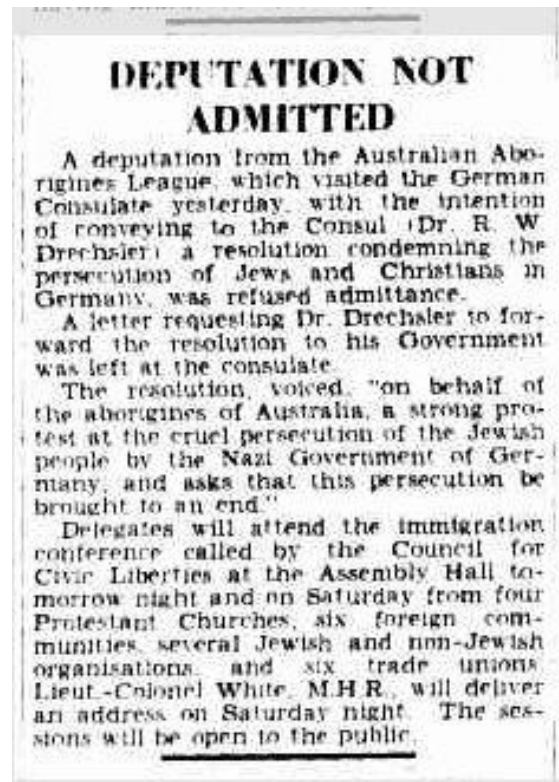 DEPUTATION NOT
ADMITTED
A deputation from the Australian Abo-
rigines League, which visited the German
Consulate yesterday, with the intention
of conveying to the Consul (Dr. R. W.
Drechsler) a resolution condemning the
persecution of Jews and Christians in
Germany, was refused admittance.
A letter requesting Dr. Drechsler to for-
ward the resolution to his Government
was left at the consulate.
The resolution, voiced, "on behalf of
the aborigines of Australia, a strong pro-
test at the cruel persecution of the Jewish
people by the Nazi Government of Ger-
many, and asks that this persecution be
brought to an end."
Delegates will attend the immigration
conference called by the Council for
Civic Liberties at the Assembly Hall to-
morrow night and on Saturday from four
Protestant Churches, six foreign com-
munities, several Jewish and non-Jewish
organisations, and six trade unions.
Lieut.-Colonel White, M.H.R., will deliver
an address on Saturday night. The ses-
sions will be open to the public.